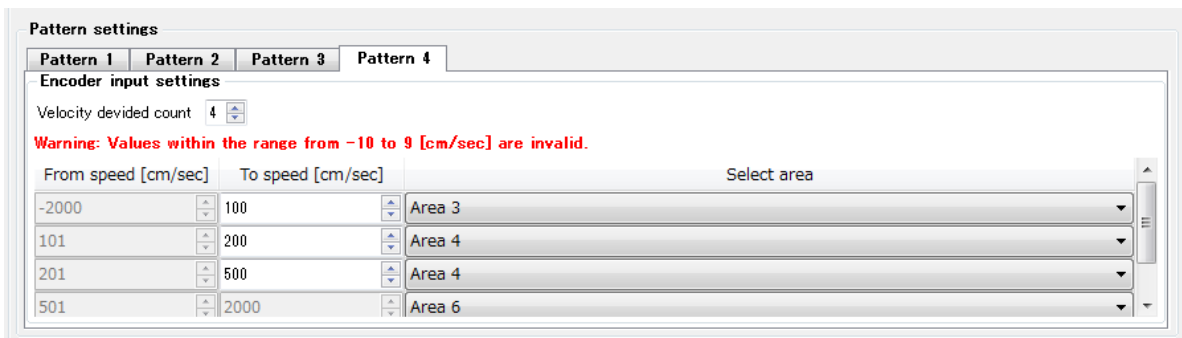 Pattern settings
Pattern 1 Pattern 2 Pattern 3 Pattern 4
Encoder input settings
Velocity devided count 4
Warning: Values within the range from -10 to 9 [cm/sec] are invalid.
From speed [cm/sec] To speed [cm/sec] Select area
-2000 100 Area 3
101 200 Area 4
201 500 Area 4
501 2000 Area 6